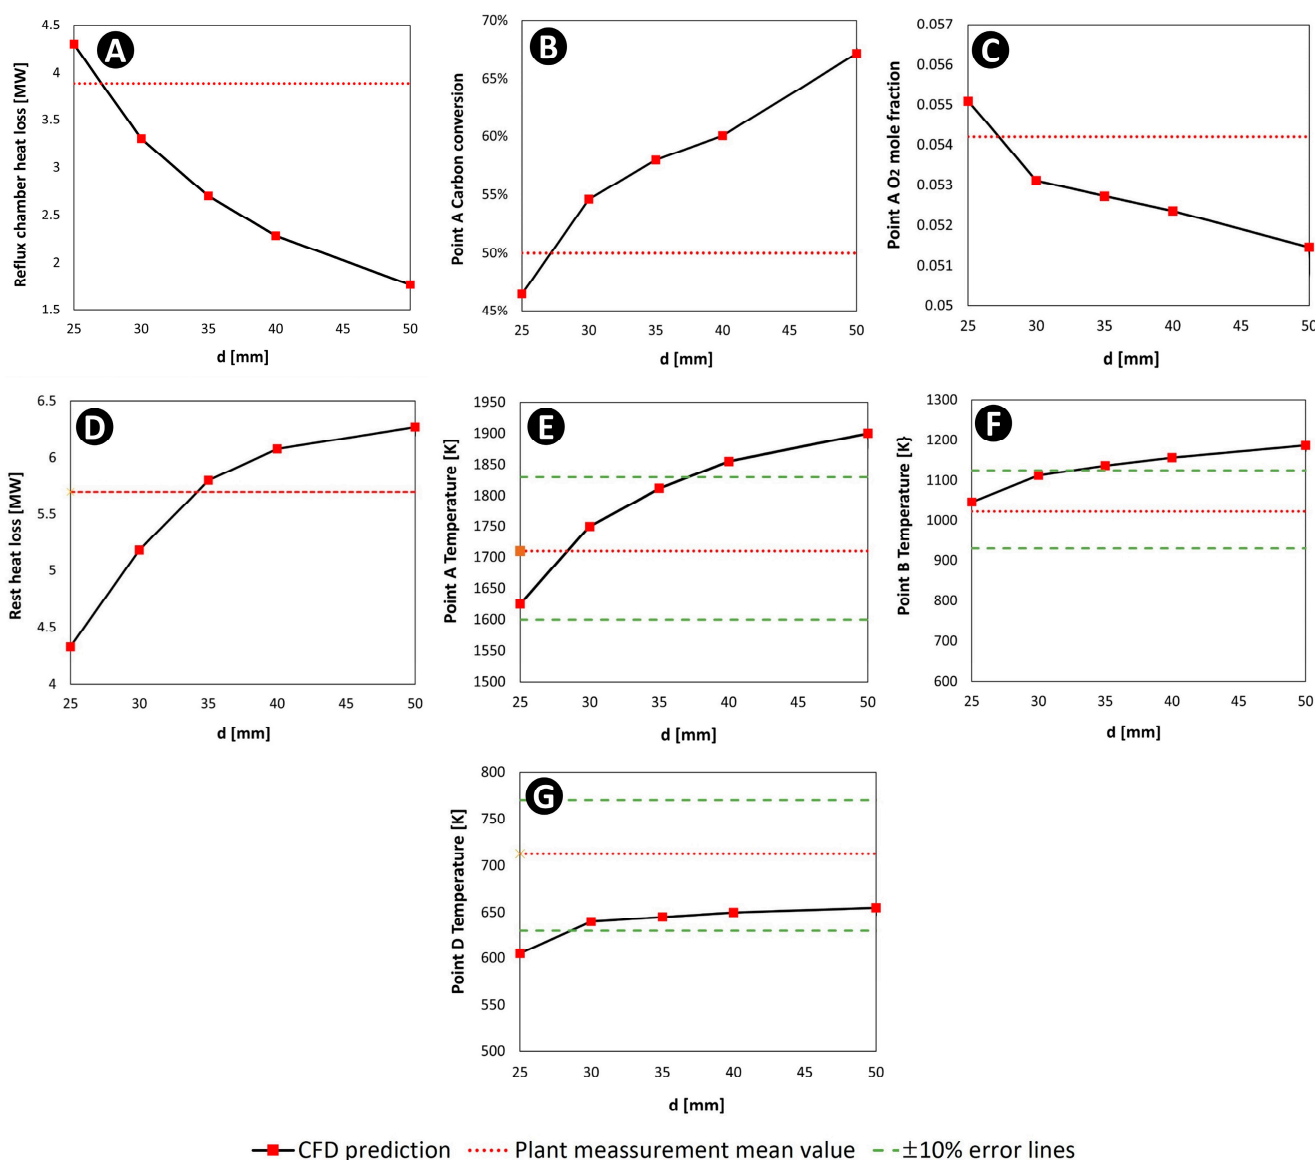 A
Reflux chamber heat loss [MW]
4.5
4
3.5
3
2.5
2
1.5
25 30 35 40 45 50
d [mm]
B
Point A Carbon conversion
70%
65%
60%
55%
50%
45%
25 30 35 40 45 50
d [mm]
C
Point A O2 mole fraction
0.057
0.056
0.055
0.054
0.053
0.052
0.051
0.05
25 30 35 40 45 50
d [mm]
D
Rest heat loss [MW]
6.5
6
5.5
5
4.5
4
25 30 35 40 45 50
d [mm]
E
Point A Temperature [K]
1950
1900
1850
1800
1750
1700
1650
1600
1550
1500
25 30 35 40 45 50
d [mm]
F
Point B Temperature [K}
1300
1200
1100
1000
900
800
700
600
25 30 35 40 45 50
d [mm]
G
Point D Temperature [K]
800
750
700
650
600
550
500
25 30 35 40 45 50
d [mm]
CFD prediction Plant meassurement mean value ±10% error lines